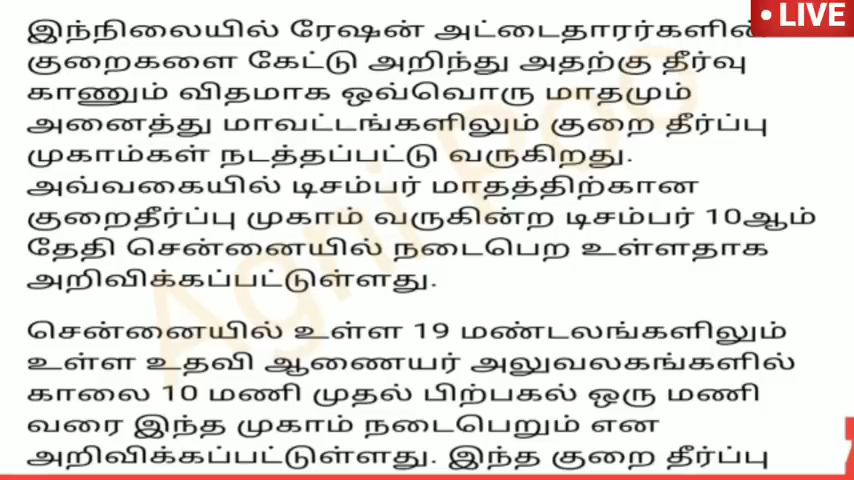 LIVE
இந்நிலையில் ரேஷன் அட்டைதாரர்களின்
குறைகளை கேட்டு அறிந்து அதற்கு தீர்வு
காணும் விதமாக ஒவ்வொரு மாதமும்
அனைத்து மாவட்டங்களிலும் குறை தீர்ப்பு
முகாம்கள் நடத்தப்பட்டு வருகிறது.
அவ்வகையில் டிசம்பர் மாதத்திற்கான
குறைதீர்ப்பு முகாம் வருகின்ற டிசம்பர் 10ஆம்
தேதி சென்னையில் நடைபெற உள்ளதாக
அறிவிக்கப்பட்டுள்ளது.
சென்னையில் உள்ள 19 மண்டலங்களிலும்
உள்ள உதவி ஆணையர் அலுவலகங்களில்
காலை 10 மணி முதல் பிற்பகல் ஒரு மணி
வரை இந்த முகாம் நடைபெறும் என
அறிவிக்கப்பட்டுள்ளது. இந்த குறை தீர்ப்பு